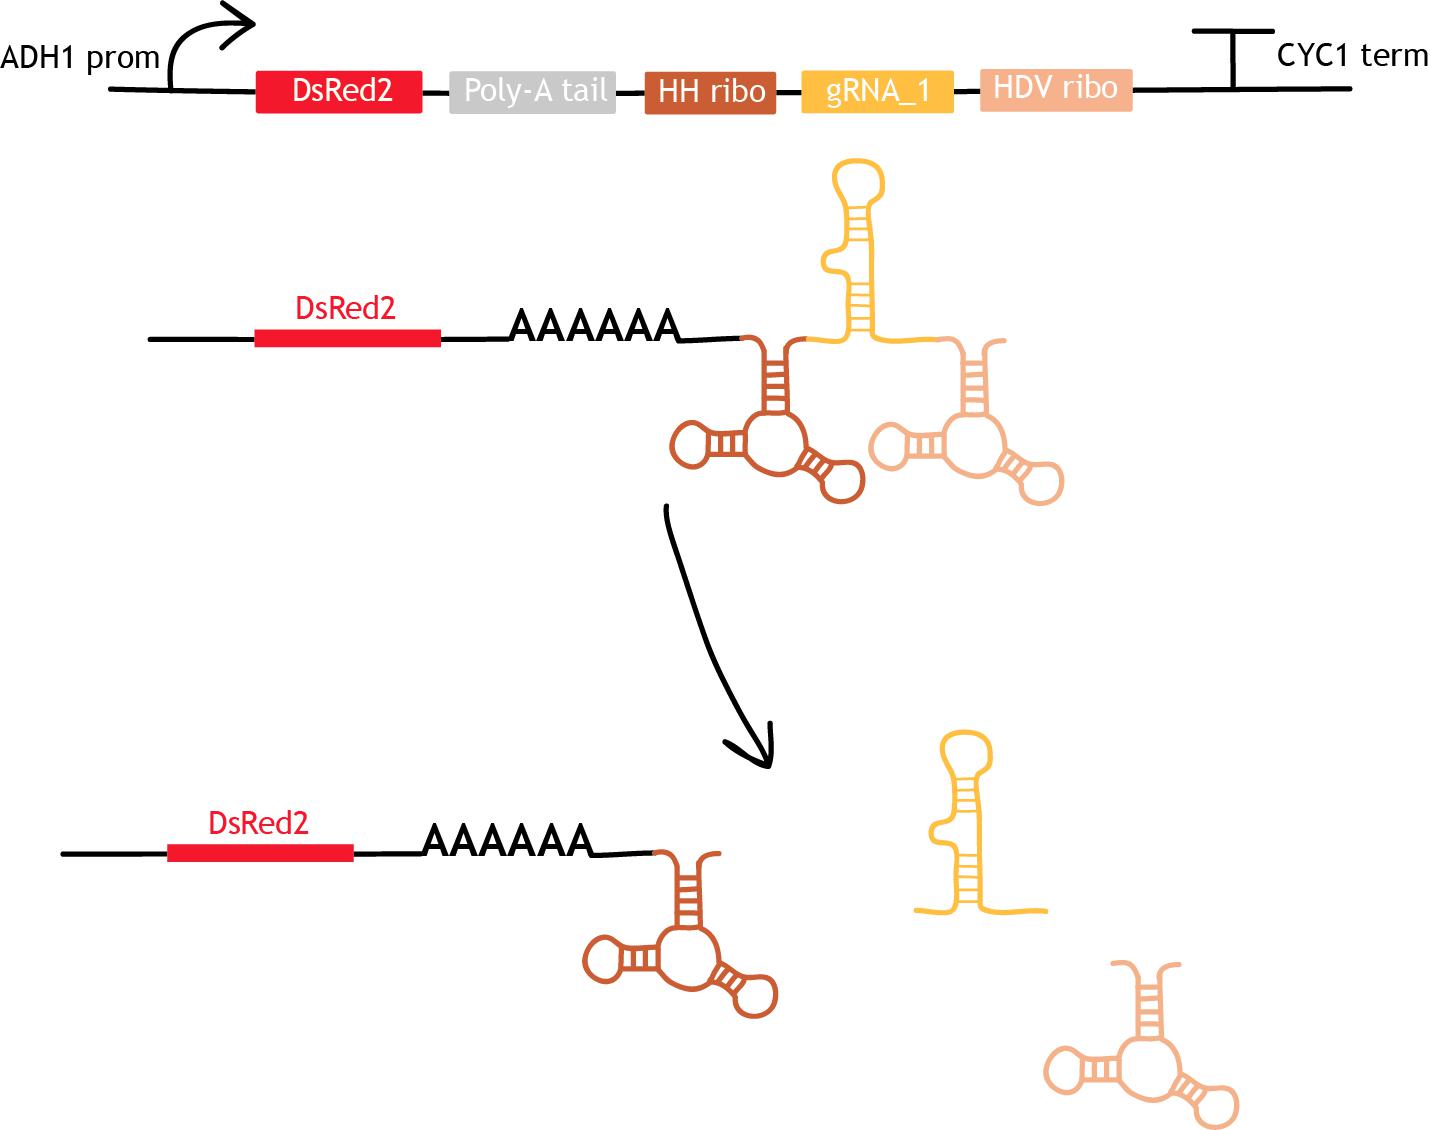 ADH1 prom
CYC1 term
DsRed2
Poly-A tail
HH ribo
gRNA_1
HDV ribo
DsRed2
AAAAAA
DsRed2
AAAAAA